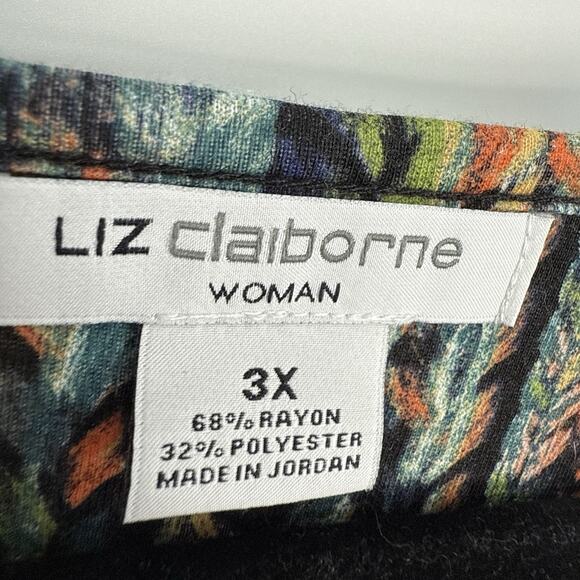 LIZ claiborne
WOMAN
3X
68% RAYON
32% POLYESTER
MADE IN JORDAN